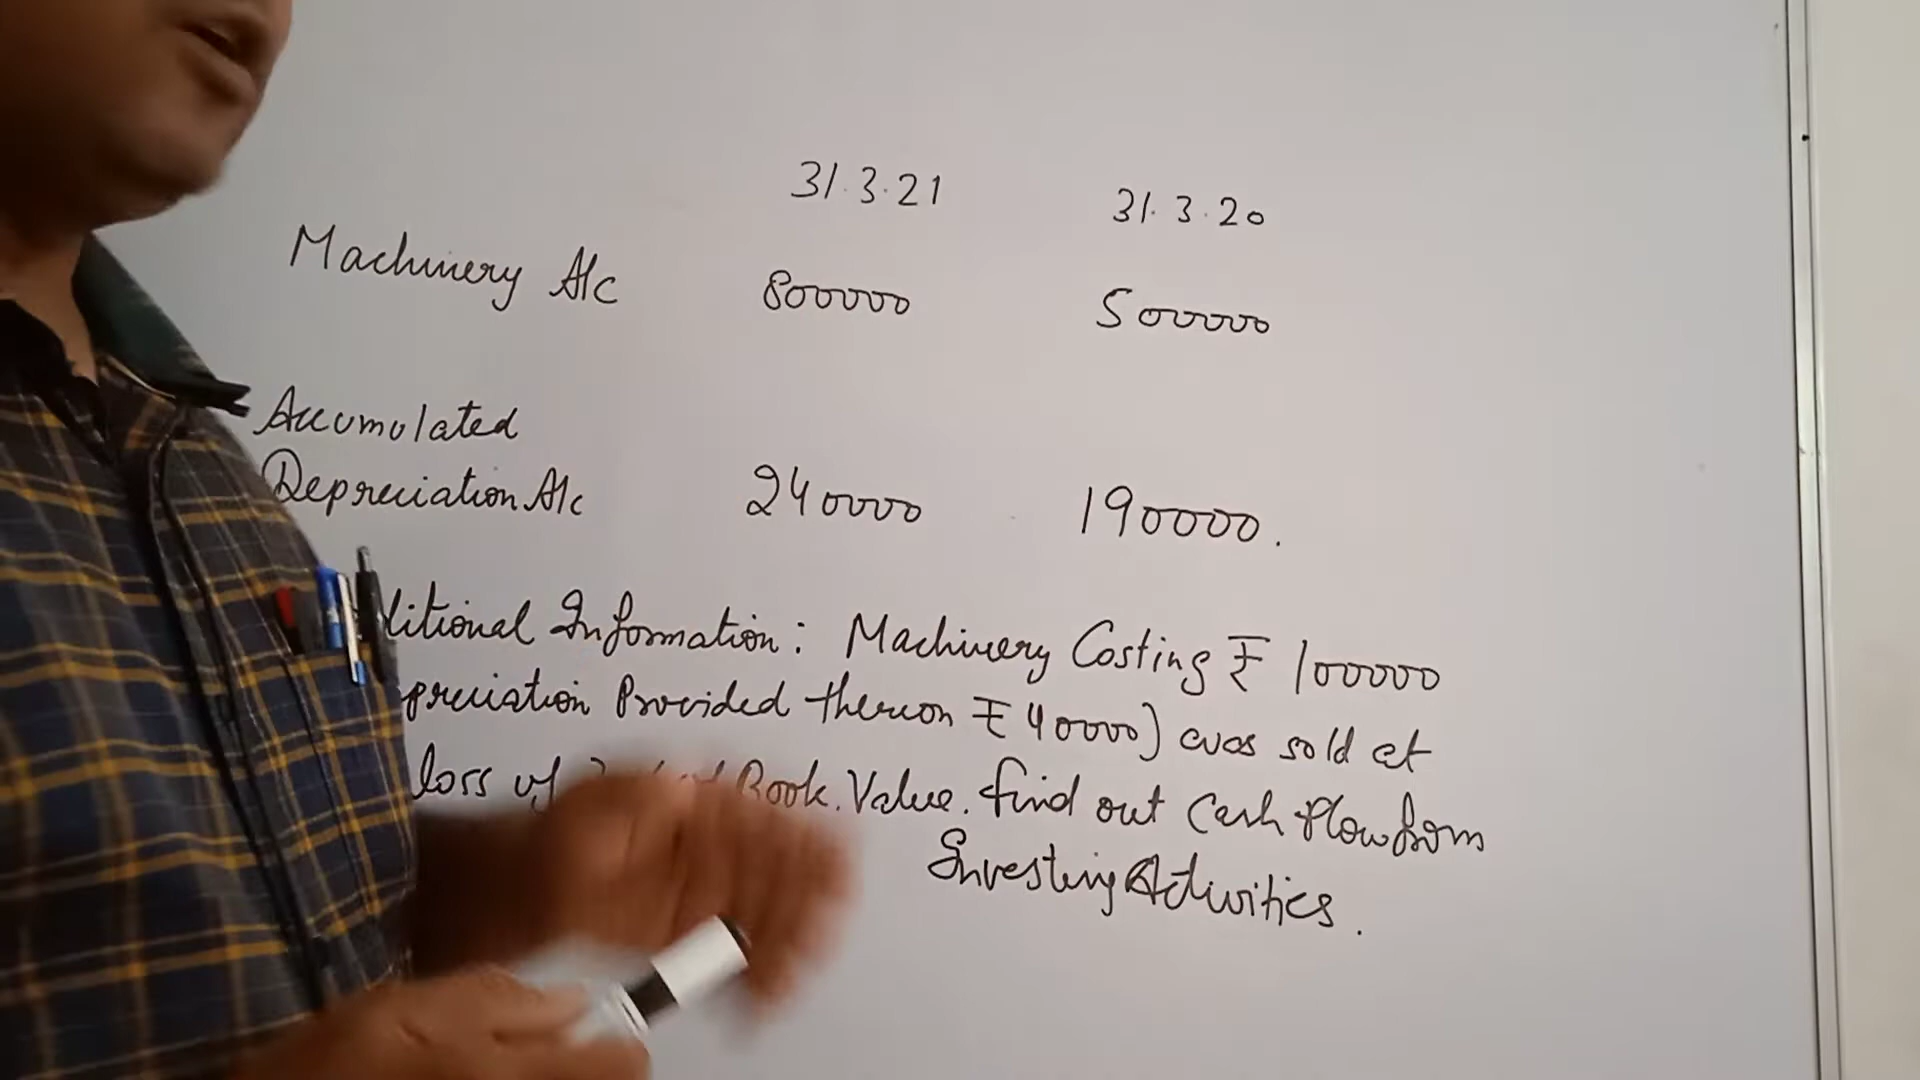 31.3.21 31.3.20
Machinery A/c 800000 500000
Accumulated
Depreciation A/c 240000 190000.
ditional Information: Machinery Costing ₹ 100000
preciation Provided thereon ₹ 40000) was sold at
loss of Book Value. find out Cash flow from
Investing Activities.